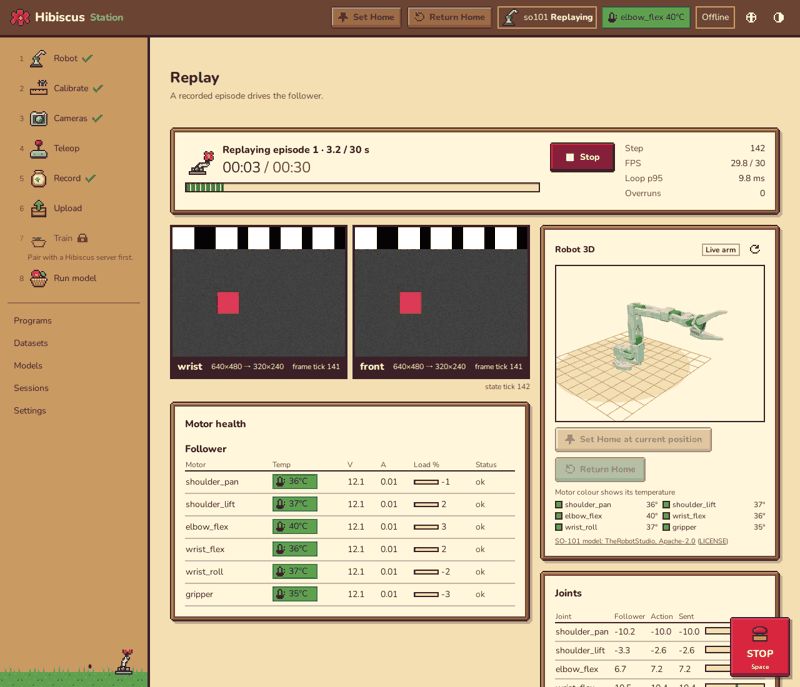 Hibiscus Station
Set Home
Return Home
so101 Replaying
elbow_flex 40°C
Offline
1 Robot
2 Calibrate
3 Cameras
4 Teleop
5 Record
6 Upload
7 Train
Pair with a Hibiscus server first.
8 Run model
Programs
Datasets
Models
Sessions
Settings
Replay
A recorded episode drives the follower.
Replaying episode 1 · 3.2 / 30 s
00:03 / 00:30
Stop
Step 142
FPS 29.8 / 30
Loop p95 9.8 ms
Overruns 0
wrist 640×480 → 320×240 frame tick 141
front 640×480 → 320×240 frame tick 141
state tick 142
Motor health
Follower
Motor Temp V A Load % Status
shoulder_pan 36°C 12.1 0.01 -1 ok
shoulder_lift 37°C 12.1 0.01 2 ok
elbow_flex 40°C 12.1 0.01 3 ok
wrist_flex 36°C 12.1 0.01 2 ok
wrist_roll 37°C 12.1 0.01 -2 ok
gripper 35°C 12.1 0.01 -3 ok
Robot 3D
Live arm
Set Home at current position
Return Home
Motor colour shows its temperature
shoulder_pan 36° shoulder_lift 37°
elbow_flex 40° wrist_flex 36°
wrist_roll 37° gripper 35°
SO-101 model: TheRobotStudio, Apache-2.0 (LICENSE)
Joints
Joint Follower Action Sent
shoulder_pan -10.2 -10.0 -10.0
shoulder_lift -3.3 -2.6 -2.6
elbow_flex 6.7 7.2 7.2
STOP
Space